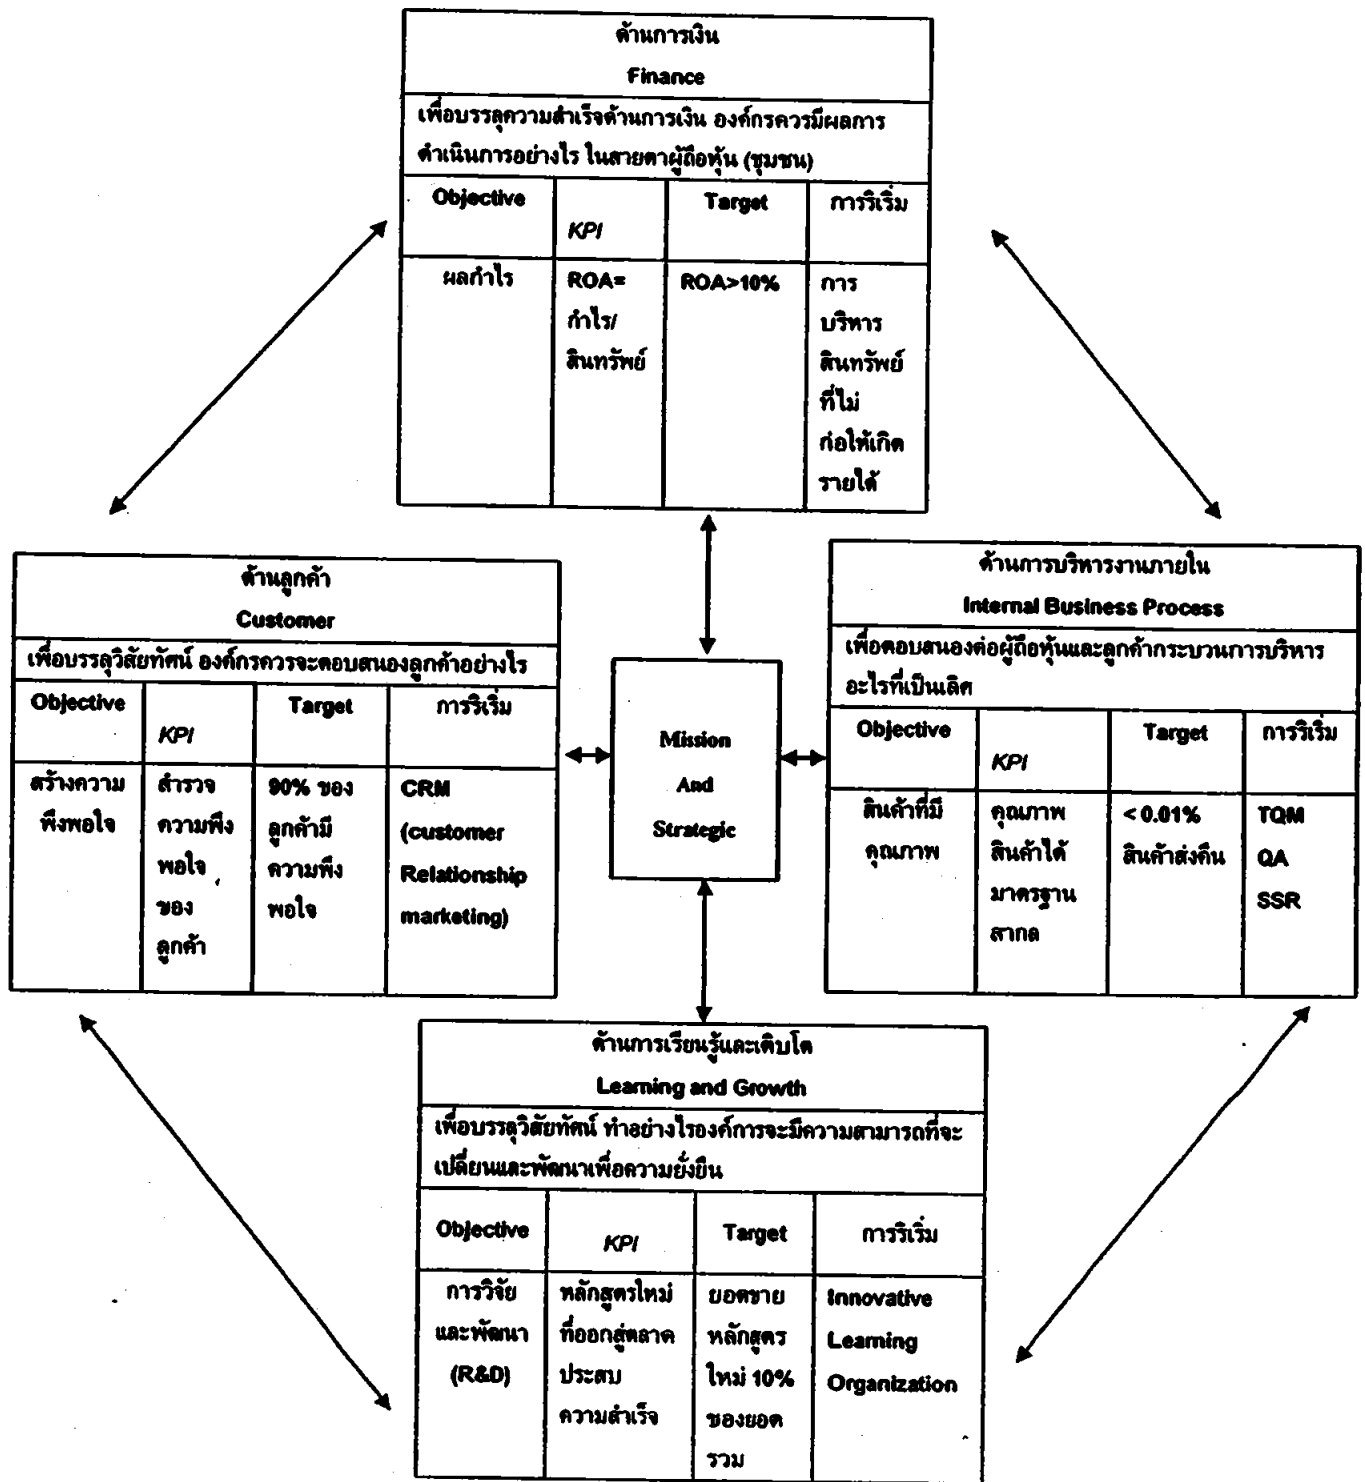 ด้านการเงิน
Finance
เพื่อบรรลุความสำเร็จด้านการเงิน องค์กรควรมีผลการ
ดำเนินการอย่างไร ในสายตาผู้ถือหุ้น (ชุมชน)
Objective KPI Target การริเริ่ม
ผลกำไร ROA= ROA>10% การ
กำไร/ บริหาร
สินทรัพย์ สินทรัพย์
ที่ไม่
ก่อให้เกิด
รายได้
ด้านลูกค้า
Customer
เพื่อบรรลุวิสัยทัศน์ องค์กรควรจะตอบสนองลูกค้าอย่างไร
Objective KPI Target การริเริ่ม
สร้างความ สำรวจ 90% ของ CRM
พึงพอใจ ความพึง ลูกค้ามี (customer
พอใจ ความพึง Relationship
ของ พอใจ marketing)
ลูกค้า
Mission
And
Strategic
ด้านการบริหารงานภายใน
Internal Business Process
เพื่อตอบสนองต่อผู้ถือหุ้นและลูกค้ากระบวนการบริหาร
อะไรที่เป็นเลิศ
Objective KPI Target การริเริ่ม
สินค้าที่มี คุณภาพ < 0.01% TQM
คุณภาพ สินค้าได้ สินค้าส่งคืน QA
มาตรฐาน SSR
สากล
ด้านการเรียนรู้และเติบโต
Learning and Growth
เพื่อบรรลุวิสัยทัศน์ ทำอย่างไรองค์การจะมีความสามารถที่จะ
เปลี่ยนและพัฒนาเพื่อความยั่งยืน
Objective KPI Target การริเริ่ม
การวิจัย หลักสูตรใหม่ ยอดขาย Innovative
และพัฒนา ที่ออกสู่ตลาด หลักสูตร Learning
(R&D) ประสบ ใหม่ 10% Organization
ความสำเร็จ ของยอด
รวม